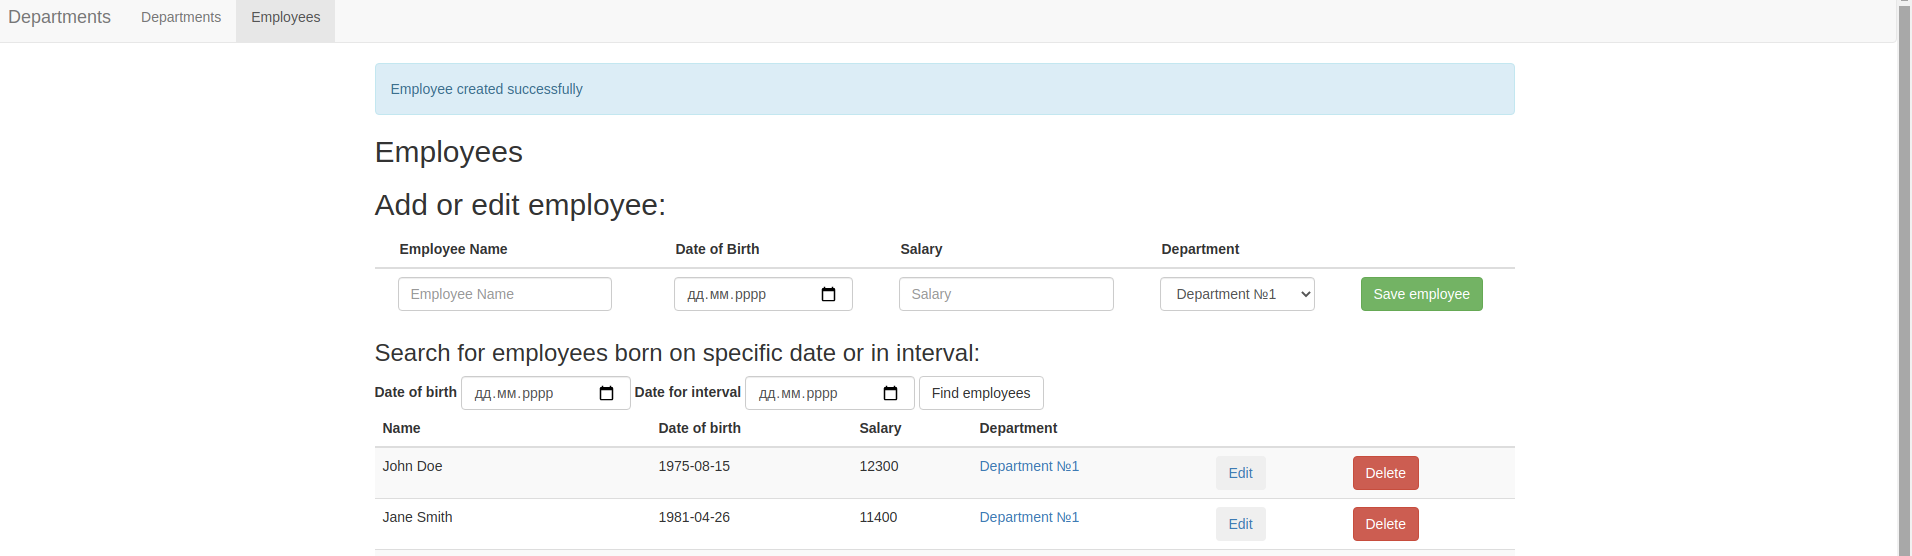 Departments Departments Employees
Employee created successfully
Employees
Add or edit employee:
Employee Name Date of Birth Salary Department
Employee Name дд.мм.рррр Salary Department №1 Save employee
Search for employees born on specific date or in interval:
Date of birth дд.мм.рррр Date for interval дд.мм.рррр Find employees
Name Date of birth Salary Department
John Doe 1975-08-15 12300 Department №1 Edit Delete
Jane Smith 1981-04-26 11400 Department №1 Edit Delete